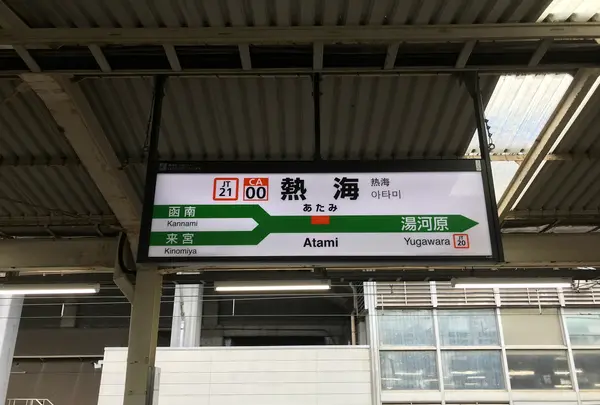 JT
21
CA
00
熱海
热海
아타미
あたみ
Atami
函南
Kannami
来宮
Kinomiya
湯河原
Yugawara
JT
20